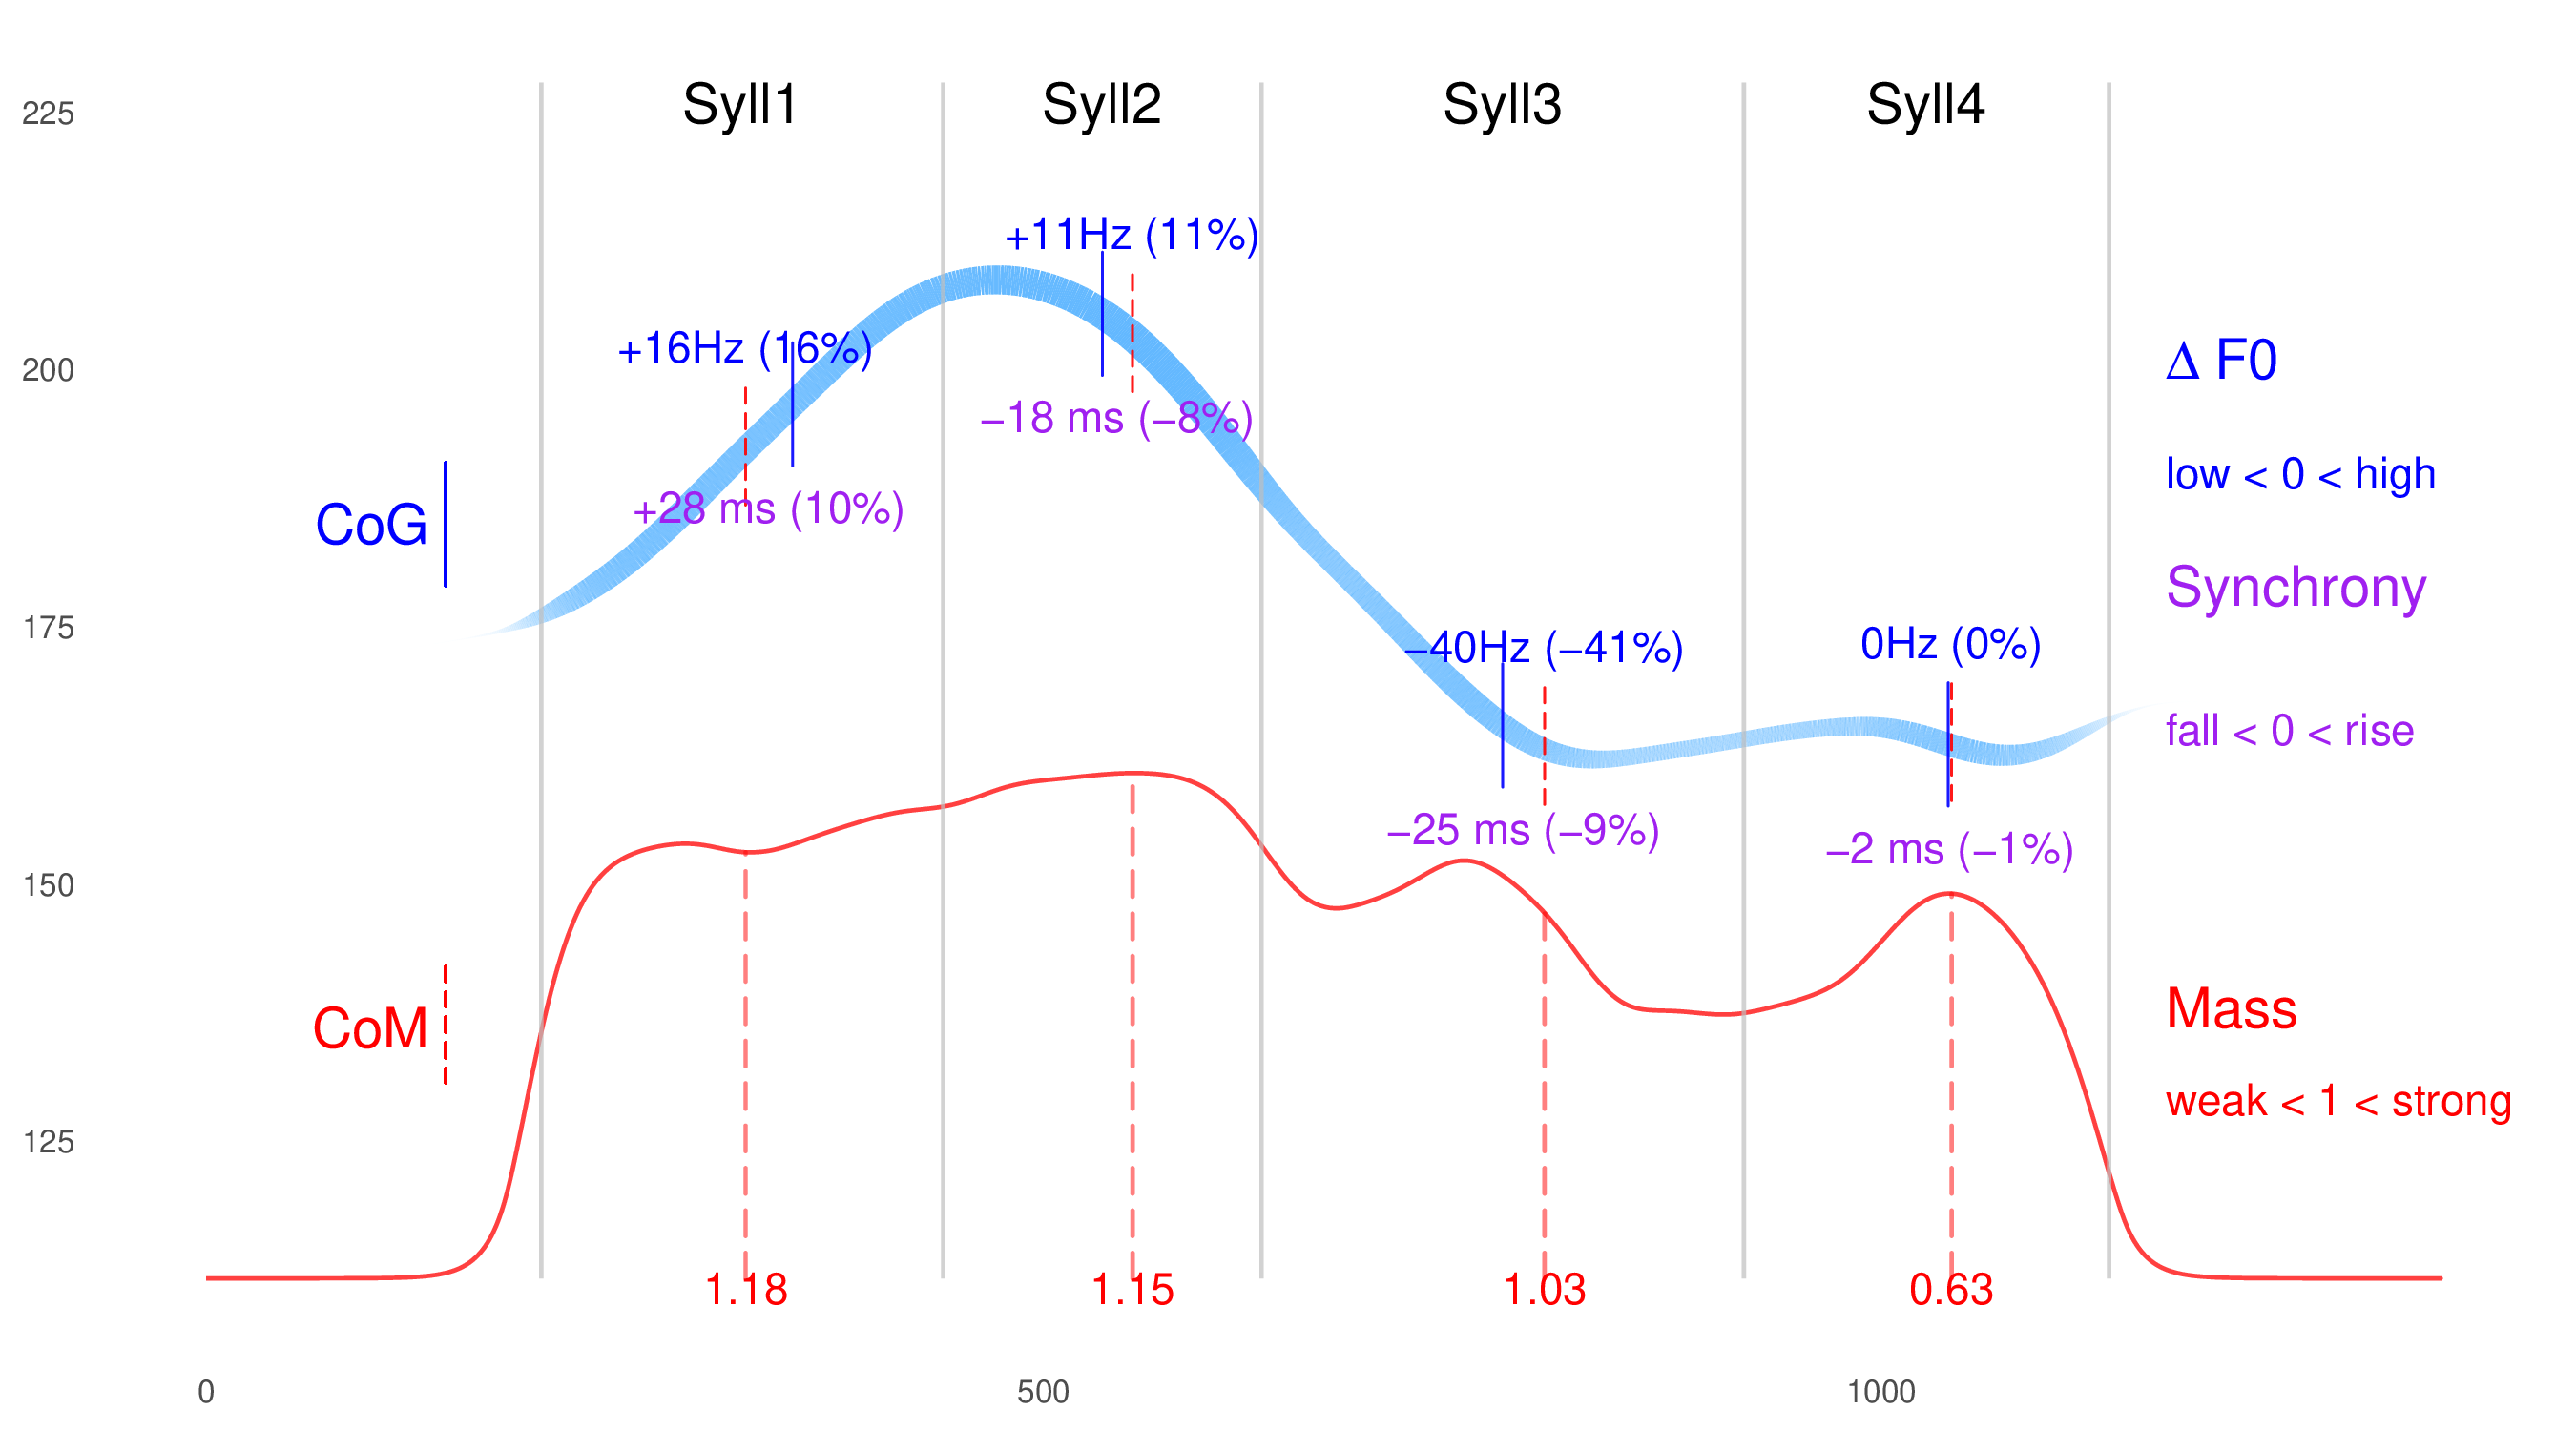 Syll1 Syll2 Syll3 Syll4
225
+11Hz (11%)
+16Hz (16%)
Δ F0
200
−18 ms (−8%)
low < 0 < high
+28 ms (10%)
CoG
Synchrony
175
−40Hz (−41%)
0Hz (0%)
fall < 0 < rise
−25 ms (−9%)
−2 ms (−1%)
150
Mass
CoM
weak < 1 < strong
125
1.18 1.15 1.03 0.63
0 500 1000